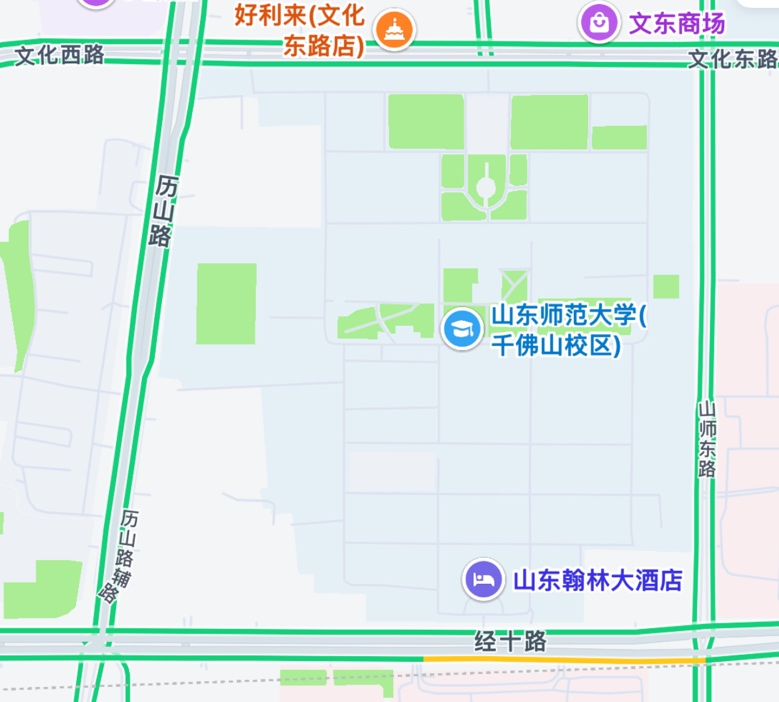 好利来(文化
东路店)
文东商场
文化西路
文化东路
历山路
山东师范大学(
千佛山校区)
山师东路
历山路辅路
山东翰林大酒店
经十路